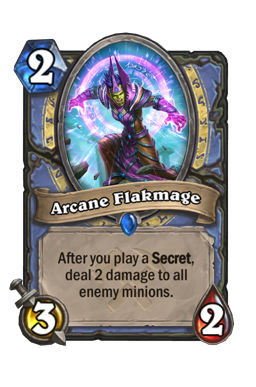 2
Arcane Flakmage
After you play a Secret,
deal 2 damage to all
enemy minions.
3
2